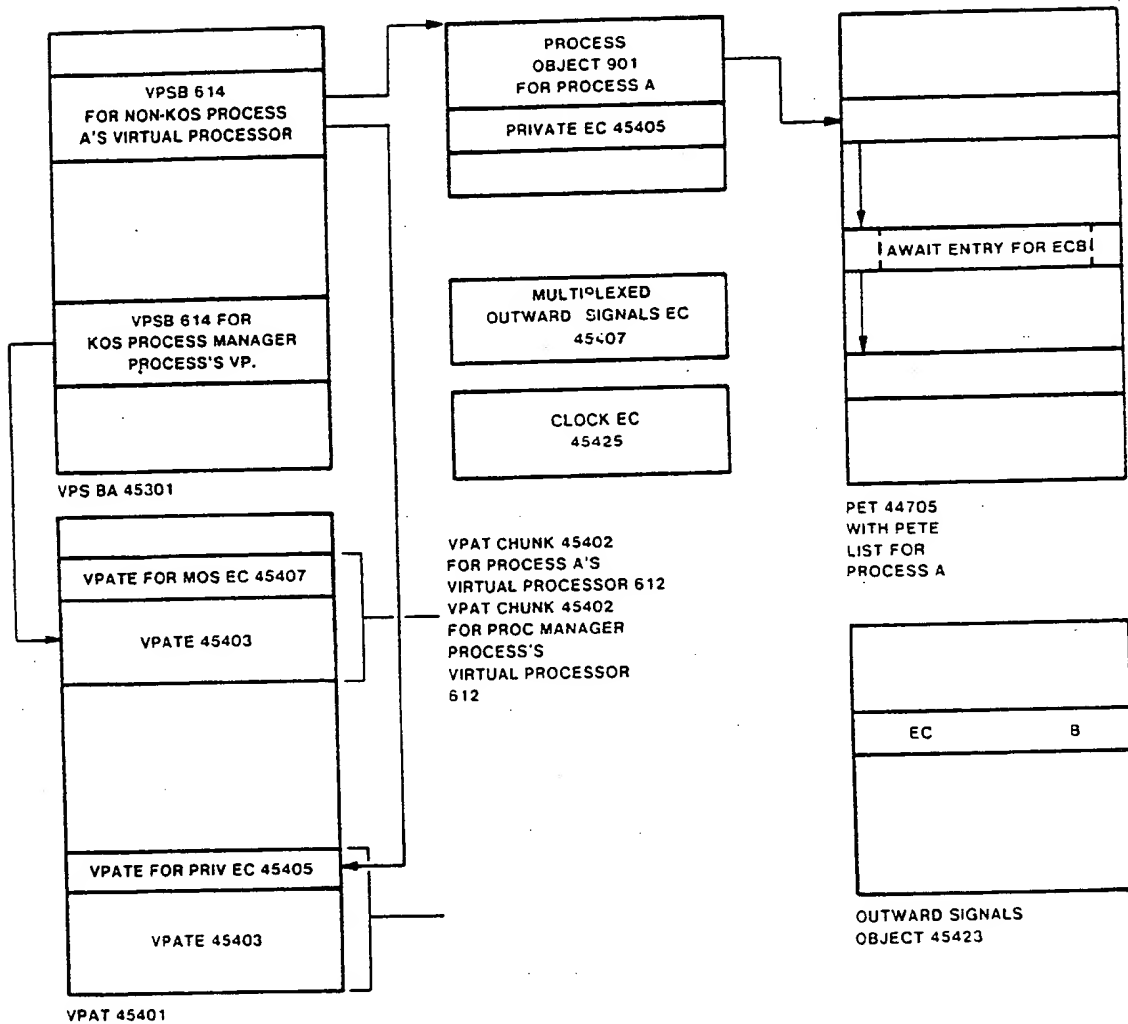 VPSB 614
FOR NON-KOS PROCESS
A'S VIRTUAL PROCESSOR
VPSB 614 FOR
KOS PROCESS MANAGER
PROCESS'S VP.
VPS BA 45301
PROCESS
OBJECT 901
FOR PROCESS A
PRIVATE EC 45405
MULTIPLEXED
OUTWARD SIGNALS EC
45407
CLOCK EC
45425
AWAIT ENTRY FOR ECB
PET 44705
WITH PETE
LIST FOR
PROCESS A
VPATE FOR MOS EC 45407
VPATE 45403
VPAT CHUNK 45402
FOR PROCESS A'S
VIRTUAL PROCESSOR 612
VPAT CHUNK 45402
FOR PROC MANAGER
PROCESS'S
VIRTUAL PROCESSOR
612
VPATE FOR PRIV EC 45405
VPATE 45403
VPAT 45401
EC B
OUTWARD SIGNALS
OBJECT 45423